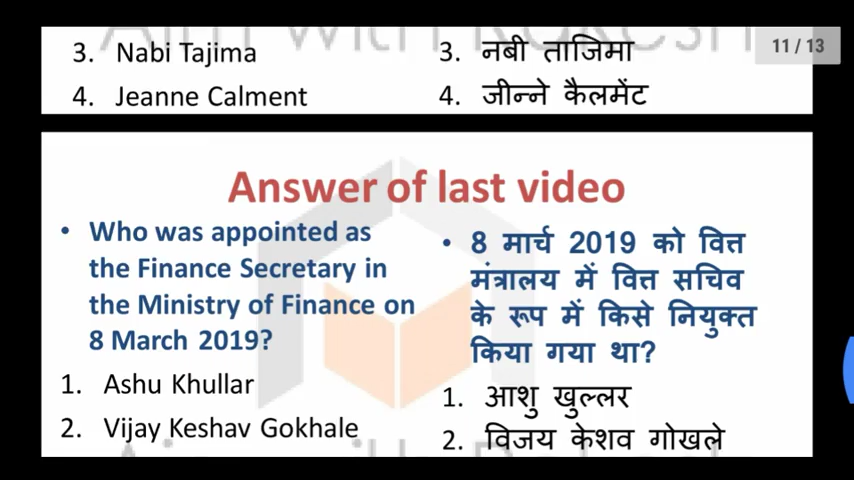 3. Nabi Tajima
4. Jeanne Calment
3. नबी ताजिमा
4. जीन्ने कैलमेंट
11 / 13
Answer of last video
• Who was appointed as
the Finance Secretary in
the Ministry of Finance on
8 March 2019?
1. Ashu Khullar
2. Vijay Keshav Gokhale
• 8 मार्च 2019 को वित्त
मंत्रालय में वित्त सचिव
के रूप में किसे नियुक्त
किया गया था?
1. आशु खुल्लर
2. विजय केशव गोखले